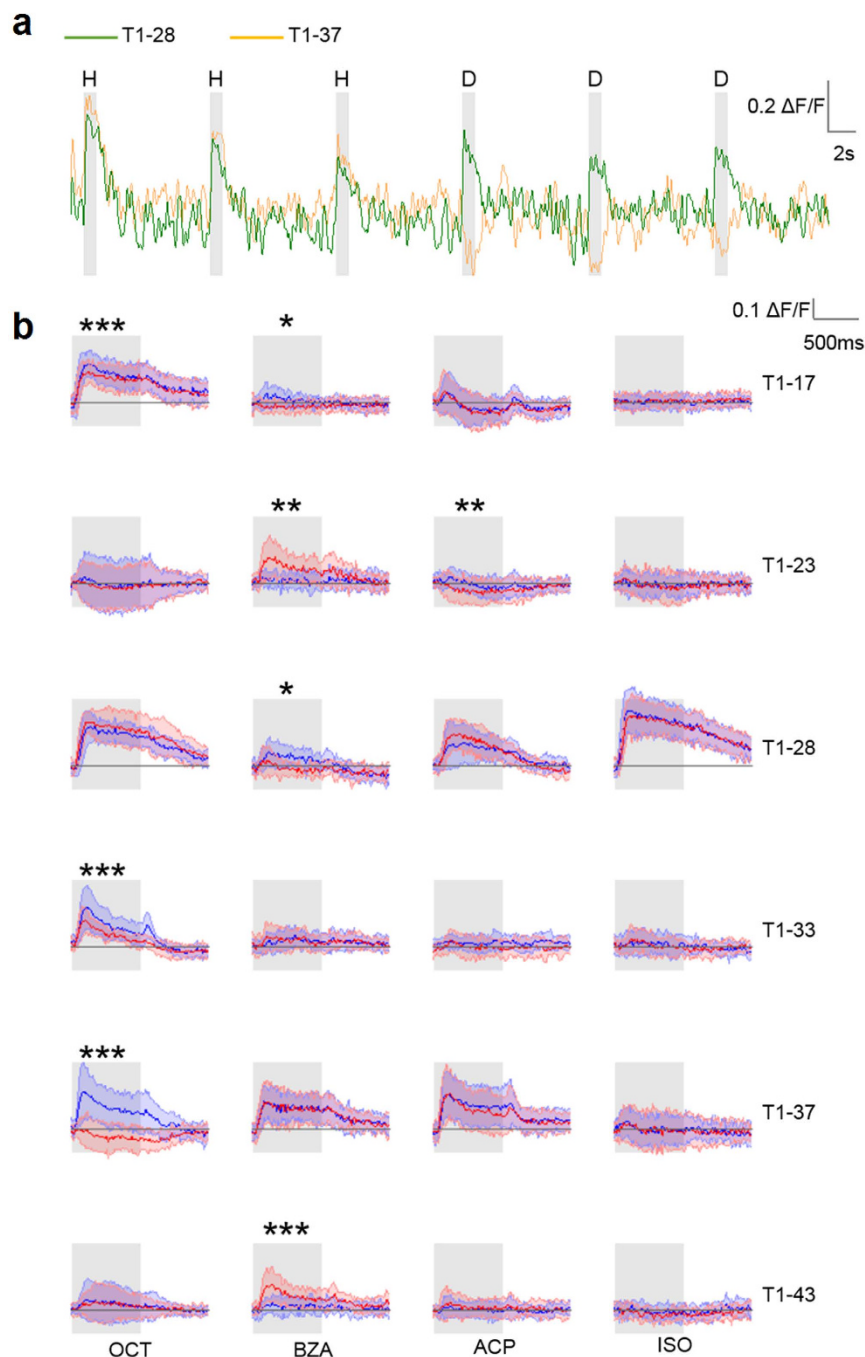 a
T1-28 T1-37
H H H D D D
0.2 ΔF/F
2s
b
0.1 ΔF/F
500ms
*** *
T1-17
** **
T1-23
*
T1-28
***
T1-33
***
T1-37
***
T1-43
OCT BZA ACP ISO